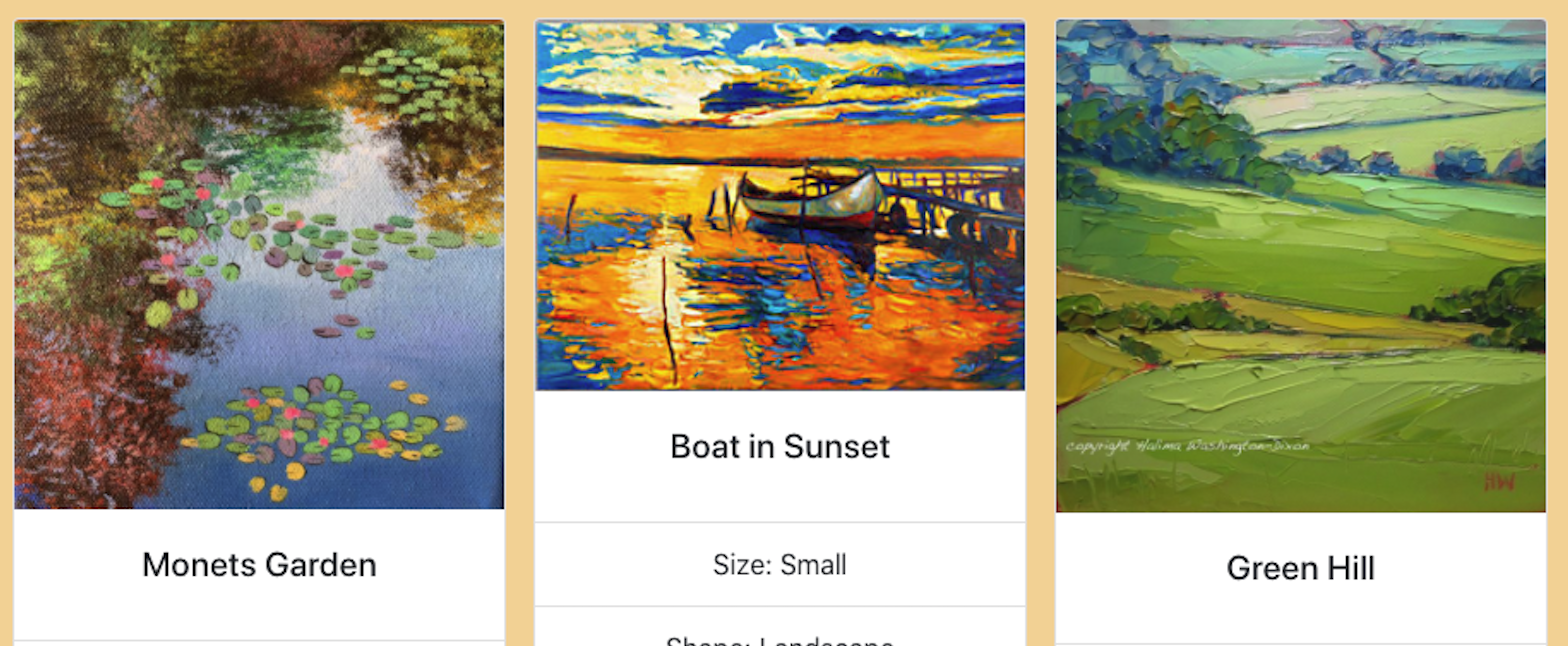 copyright Halima Washington-Dixon
HW
Monets Garden
Boat in Sunset
Size: Small
Shape: Landscape
Green Hill